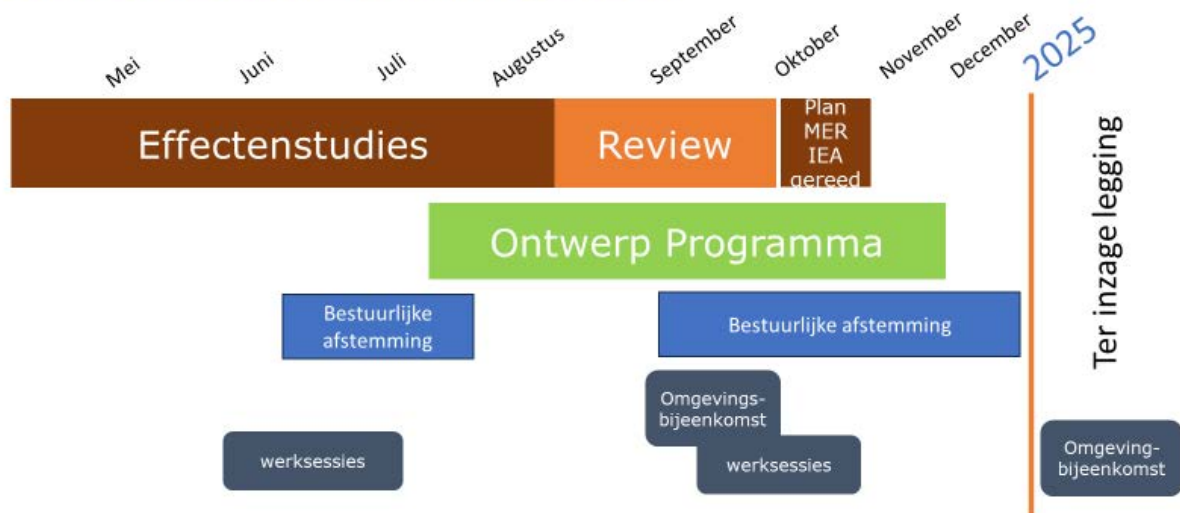 Mei
Juni
Juli
Augustus
September
Oktober
November
December
2025
Effectenstudies
Review
Plan
MER
IEA
gereed
Ontwerp Programma
Bestuurlijke
afstemming
Bestuurlijke afstemming
Ter inzage legging
Omgevings-
bijeenkomst
werksessies
werksessies
Omgeving-
bijeenkomst